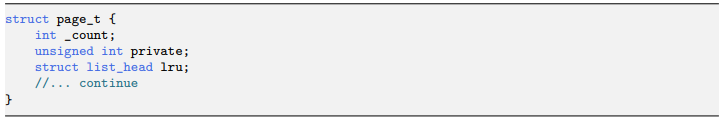 struct page_t {
    int _count;
    unsigned int private;
    struct list_head lru;
    //... continue
}